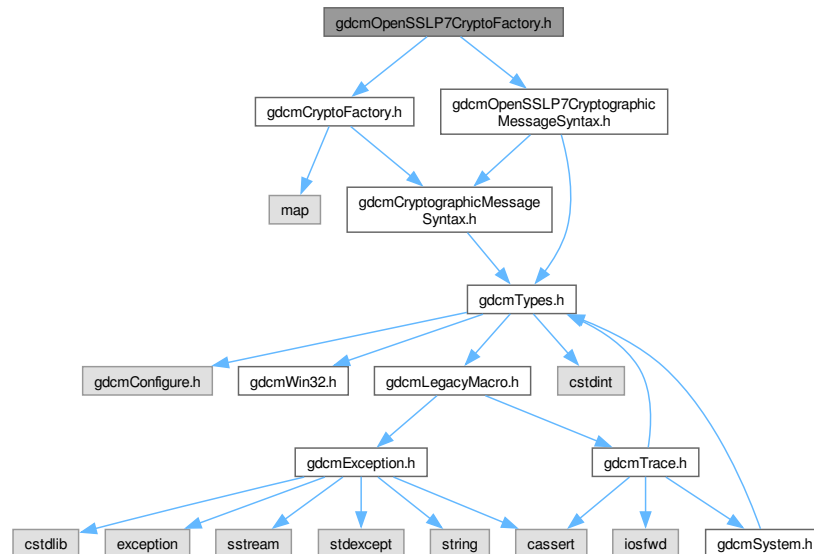 gdcmOpenSSLP7CryptoFactory.h
gdcmCryptoFactory.h
gdcmOpenSSLP7Cryptographic
MessageSyntax.h
map
gdcmCryptographicMessage
Syntax.h
gdcmTypes.h
gdcmConfigure.h
gdcmWin32.h
gdcmLegacyMacro.h
cstdint
gdcmException.h
gdcmTrace.h
cstdlib
exception
sstream
stdexcept
string
cassert
iosfwd
gdcmSystem.h